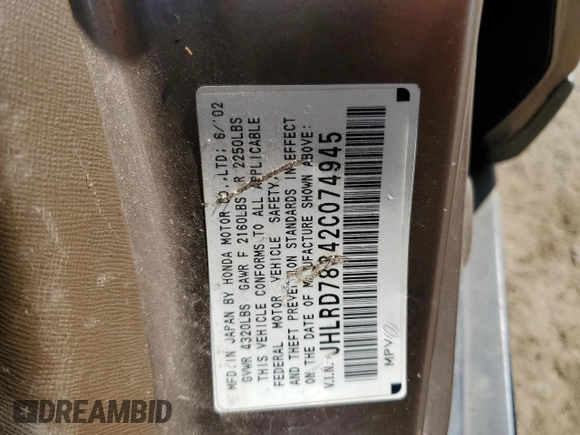 MFD. IN JAPAN BY HONDA MOTOR CO .,LTD; 6/'02
GVWR 4320LBS GAWR F 2160LBS R 2250LBS
THIS VEHICLE CONFORMS TO ALL APPLICABLE
FEDERAL MOTOR VEHICLE SAFETY,
AND THEFT PREVENTION STANDARDS IN EFFECT
ON THE DATE OF MANUFACTURE SHOWN ABOVE:
V.I.N.: JHLRD78 42C074945
MPV
DREAMBID